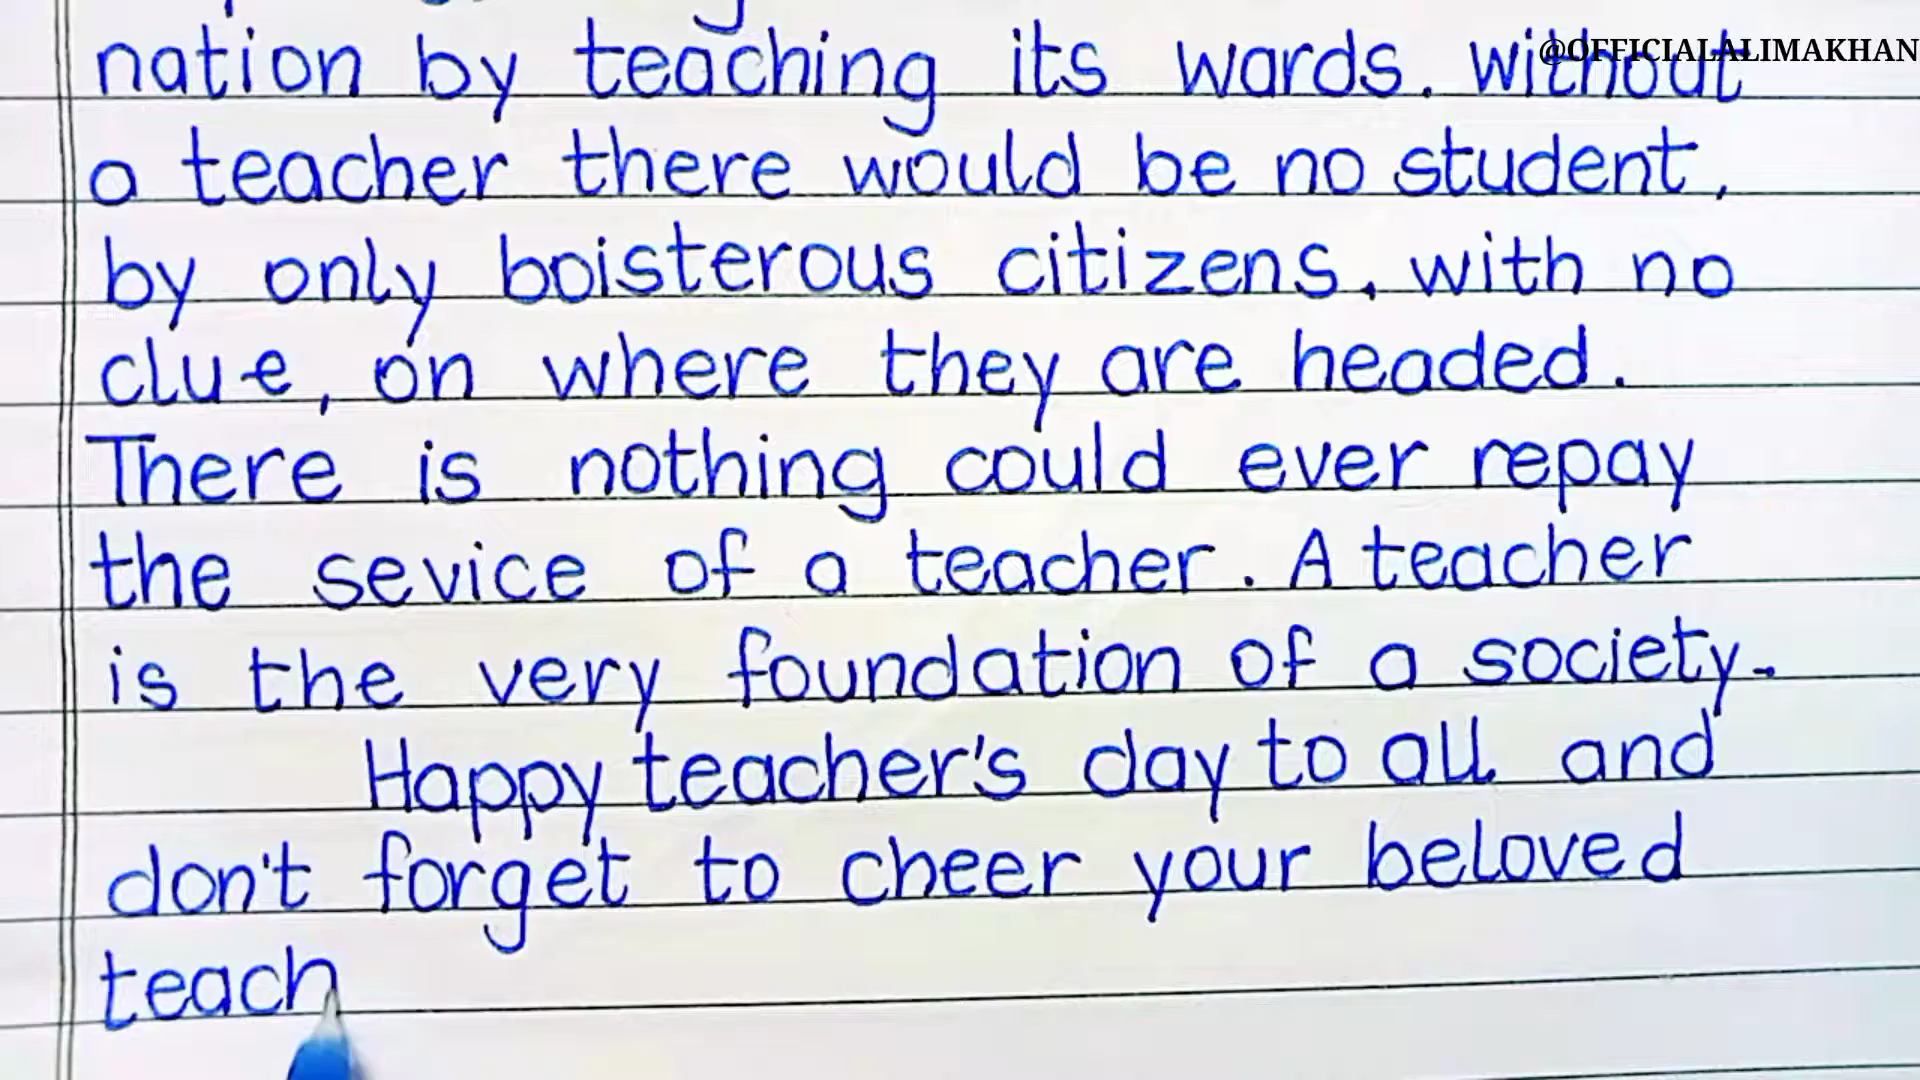 @OFFICIALALIMAKHAN
nation by teaching its wards. without
a teacher there would be no student,
by only boisterous citizens, with no
clue, on where they are headed.
There is nothing could ever repay
the sevice of a teacher. A teacher
is the very foundation of a society.
Happy teacher's day to all and
don't forget to cheer your beloved
teach